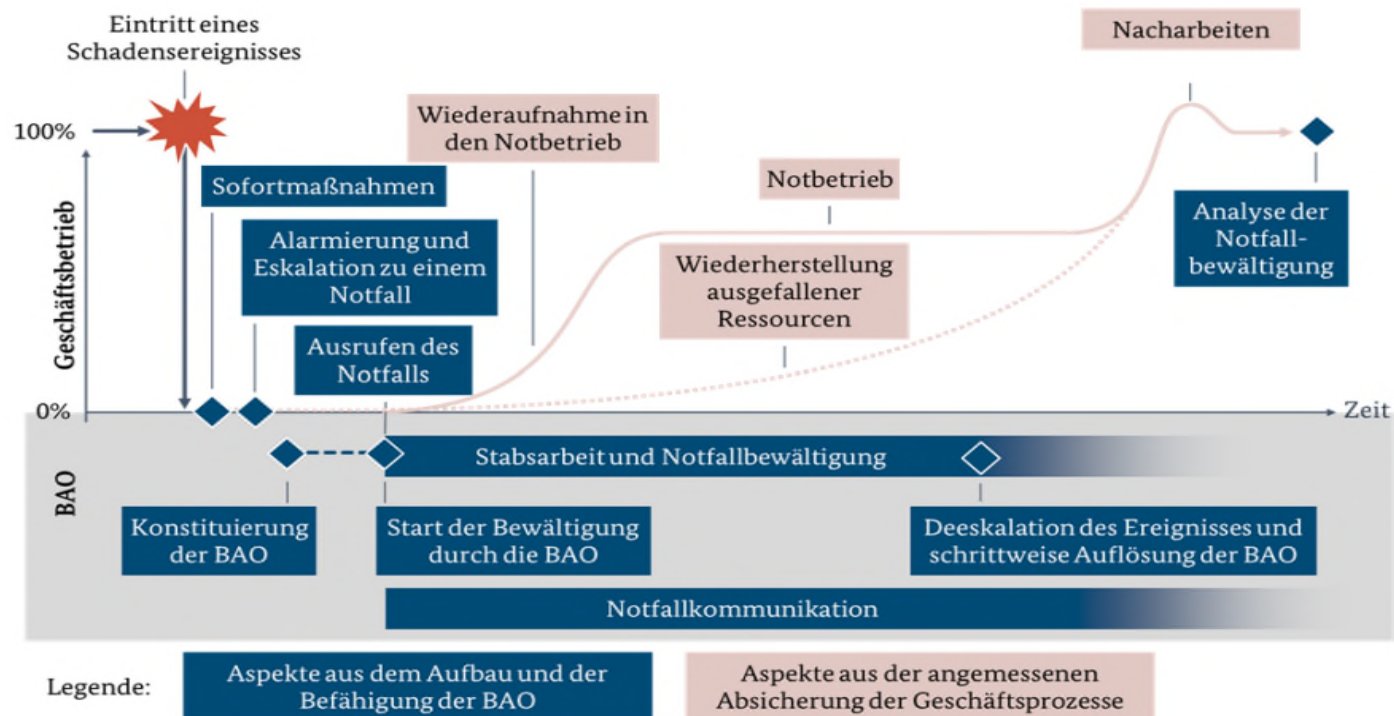 Eintritt eines
Schadensereignisses
Nacharbeiten
100%
Wiederaufnahme in
den Notbetrieb
Sofortmaßnahmen
Notbetrieb
Analyse der
Notfall-
bewältigung
Geschäftsbetrieb
Alarmierung und
Eskalation zu einem
Notfall
Wiederherstellung
ausgefallener
Ressourcen
Ausrufen des
Notfalls
0%
Zeit
BAO
Stabsarbeit und Notfallbewältigung
Konstituierung
der BAO
Start der Bewältigung
durch die BAO
Deeskalation des Ereignisses und
schrittweise Auflösung der BAO
Notfallkommunikation
Legende:
Aspekte aus dem Aufbau und der
Befähigung der BAO
Aspekte aus der angemessenen
Absicherung der Geschäftsprozesse